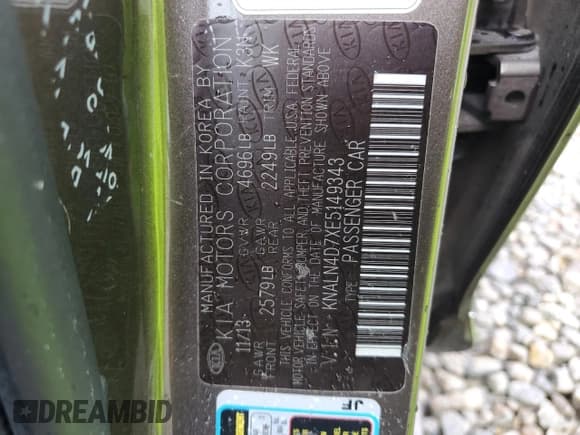 MANUFACTURED IN KOREA BY
KIA MOTORS CORPORATION
11/13 GVWR 4696LB PAINT: K3U
GAWR FRONT 2579LB GAWR REAR 2249LB TRIM: WK
THIS VEHICLE CONFORMS TO ALL APPLICABLE U.S.A. FEDERAL
MOTOR VEHICLE SAFETY, BUMPER, AND THEFT PREVENTION STANDARDS
IN EFFECT ON THE DATE OF MANUFACTURE SHOWN ABOVE
V.I.N: KNALN4D7XE5149343
TYPE: PASSENGER CAR
KIA
DREAMBID